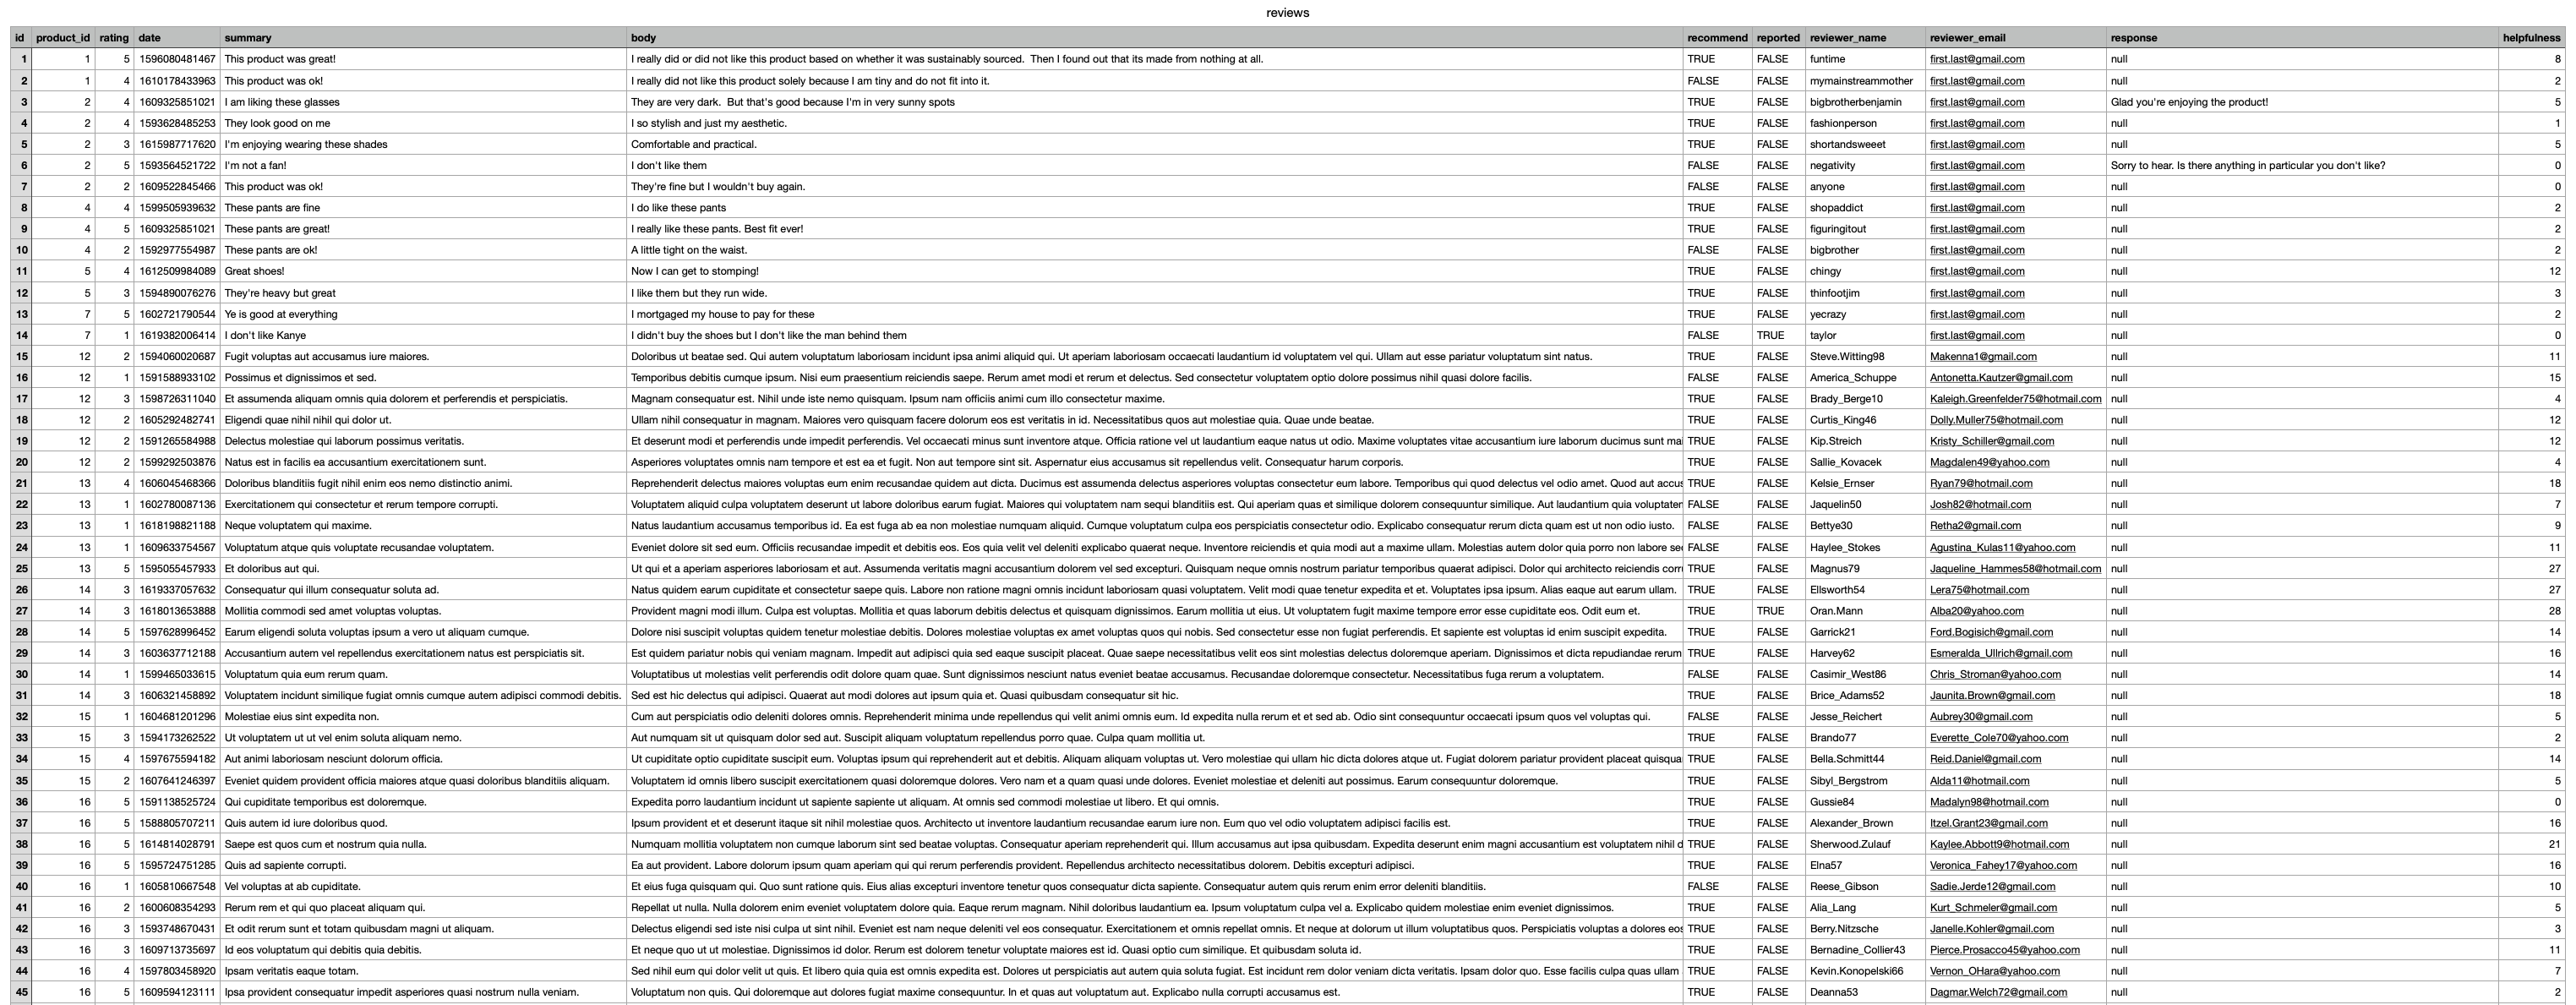 reviews
id product_id rating date summary body recommend reported reviewer_name reviewer_email response helpfulness
1 1 5 1596080481467 This product was great! I really did or did not like this product based on whether it was sustainably sourced.  Then I found out that its made from nothing at all. TRUE FALSE funtime first.last@gmail.com null 8
2 1 4 1610178433963 This product was ok! I really did not like this product solely because I am tiny and do not fit into it. FALSE FALSE mymainstreammother first.last@gmail.com null 2
3 2 4 1609325851021 I am liking these glasses They are very dark.  But that's good because I'm in very sunny spots TRUE FALSE bigbrotherbenjamin first.last@gmail.com Glad you're enjoying the product! 5
4 2 4 1593628485253 They look good on me I so stylish and just my aesthetic. TRUE FALSE fashionperson first.last@gmail.com null 1
5 2 3 1615987717620 I'm enjoying wearing these shades Comfortable and practical. TRUE FALSE shortandsweeet first.last@gmail.com null 5
6 2 5 1593564521722 I'm not a fan! I don't like them FALSE FALSE negativity first.last@gmail.com Sorry to hear. Is there anything in particular you don't like? 0
7 2 2 1609522845466 This product was ok! They're fine but I wouldn't buy again. FALSE FALSE anyone first.last@gmail.com null 0
8 4 4 1599505939632 These pants are fine I do like these pants TRUE FALSE shopaddict first.last@gmail.com null 2
9 4 5 1609325851021 These pants are great! I really like these pants. Best fit ever! TRUE FALSE figuringitout first.last@gmail.com null 2
10 4 2 1592977554987 These pants are ok! A little tight on the waist. FALSE FALSE bigbrother first.last@gmail.com null 2
11 5 4 1612509984089 Great shoes! Now I can get to stomping! TRUE FALSE chingy first.last@gmail.com null 12
12 5 3 1594890076276 They're heavy but great I like them but they run wide. TRUE FALSE thinfootjim first.last@gmail.com null 3
13 7 5 1602721790544 Ye is good at everything I mortgaged my house to pay for these TRUE FALSE yecrazy first.last@gmail.com null 2
14 7 1 1619382006414 I don't like Kanye I didn't buy the shoes but I don't like the man behind them FALSE TRUE taylor first.last@gmail.com null 0
15 12 2 1594060020687 Fugit voluptas aut accusamus iure maiores. Doloribus ut beatae sed. Qui autem voluptatum laboriosam incidunt ipsa animi aliquid qui. Ut aperiam laboriosam occaecati laudantium id voluptatem vel qui. Ullam aut esse pariatur voluptatum sint natus. TRUE FALSE Steve.Witting98 Makenna1@gmail.com null 11
16 12 1 1591588933102 Possimus et dignissimos et sed. Temporibus debitis cumque ipsum. Nisi eum praesentium reiciendis saepe. Rerum amet modi et rerum et delectus. Sed consectetur voluptatem optio dolore possimus nihil quasi dolore facilis. FALSE FALSE America_Schuppe Antonetta.Kautzer@gmail.com null 15
17 12 3 1598726311040 Et assumenda aliquam omnis quia dolorem et perferendis et perspiciatis. Magnam consequatur est. Nihil unde iste nemo quisquam. Ipsum nam officiis animi cum illo consectetur maxime. TRUE FALSE Brady_Berge10 Kaleigh.Greenfelder75@hotmail.com null 4
18 12 2 1605292482741 Eligendi quae nihil nihil qui dolor ut. Ullam nihil consequatur in magnam. Maiores vero quisquam facere dolorum eos est veritatis in id. Necessitatibus quos aut molestiae quia. Quae unde beatae. TRUE FALSE Curtis_King46 Dolly.Muller75@hotmail.com null 12
19 12 2 1591265584988 Delectus molestiae qui laborum possimus veritatis. Et deserunt modi et perferendis unde impedit perferendis. Vel occaecati minus sunt inventore atque. Officia ratione vel ut laudantium eaque natus ut odio. Maxime voluptates vitae accusantium iure laborum ducimus sunt mai TRUE FALSE Kip.Streich Kristy_Schiller@gmail.com null 12
20 12 2 1599292503876 Natus est in facilis ea accusantium exercitationem sunt. Asperiores voluptates omnis nam tempore et est ea et fugit. Non aut tempore sint sit. Aspernatur eius accusamus sit repellendus velit. Consequatur harum corporis. TRUE FALSE Sallie_Kovacek Magdalen49@yahoo.com null 4
21 13 4 1606045468366 Doloribus blanditiis fugit nihil enim eos nemo distinctio animi. Reprehenderit delectus maiores voluptas eum enim recusandae quidem aut dicta. Ducimus est assumenda delectus asperiores voluptas consectetur eum labore. Temporibus qui quod delectus vel odio amet. Quod aut accus TRUE FALSE Kelsie_Ernser Ryan79@hotmail.com null 18
22 13 1 1602780087136 Exercitationem qui consectetur et rerum tempore corrupti. Voluptatem aliquid culpa voluptatem deserunt ut labore doloribus earum fugiat. Maiores qui voluptatem nam sequi blanditiis est. Qui aperiam quas et similique dolorem consequuntur similique. Aut laudantium quia voluptaten FALSE FALSE Jaquelin50 Josh82@hotmail.com null 7
23 13 1 1618198821188 Neque voluptatem qui maxime. Natus laudantium accusamus temporibus id. Ea est fuga ab ea non molestiae numquam aliquid. Cumque voluptatum culpa eos perspiciatis consectetur odio. Explicabo consequatur rerum dicta quam est ut non odio iusto. FALSE FALSE Bettye30 Retha2@gmail.com null 9
24 13 1 1609633754567 Voluptatum atque quis voluptate recusandae voluptatem. Eveniet dolore sit sed eum. Officiis recusandae impedit et debitis eos. Eos quia velit vel deleniti explicabo quaerat neque. Inventore reiciendis et quia modi aut a maxime ullam. Molestias autem dolor quia porro non labore sec FALSE FALSE Haylee_Stokes Agustina_Kulas11@yahoo.com null 11
25 13 5 1595055457933 Et doloribus aut qui. Ut qui et a aperiam asperiores laboriosam et aut. Assumenda veritatis magni accusantium dolorem vel sed excepturi. Quisquam neque omnis nostrum pariatur temporibus quaerat adipisci. Dolor qui architecto reiciendis corr TRUE FALSE Magnus79 Jaqueline_Hammes58@hotmail.com null 27
26 14 3 1619337057632 Consequatur qui illum consequatur soluta ad. Natus quidem earum cupiditate et consectetur saepe quis. Labore non ratione magni omnis incidunt laboriosam quasi voluptatem. Velit modi quae tenetur expedita et et. Voluptates ipsa ipsum. Alias eaque aut earum ullam. TRUE FALSE Ellsworth54 Lera75@hotmail.com null 27
27 14 3 1618013653888 Mollitia commodi sed amet voluptas voluptas. Provident magni modi illum. Culpa est voluptas. Mollitia et quas laborum debitis delectus et quisquam dignissimos. Earum mollitia ut eius. Ut voluptatem fugit maxime tempore error esse cupiditate eos. Odit eum et. TRUE TRUE Oran.Mann Alba20@yahoo.com null 28
28 14 5 1597628996452 Earum eligendi soluta voluptas ipsum a vero ut aliquam cumque. Dolore nisi suscipit voluptas quidem tenetur molestiae debitis. Dolores molestiae voluptas ex amet voluptas quos qui nobis. Sed consectetur esse non fugiat perferendis. Et sapiente est voluptas id enim suscipit expedita. TRUE FALSE Garrick21 Ford.Bogisich@gmail.com null 14
29 14 3 1603637712188 Accusantium autem vel repellendus exercitationem natus est perspiciatis sit. Est quidem pariatur nobis qui veniam magnam. Impedit aut adipisci quia sed eaque suscipit placeat. Quae saepe necessitatibus velit eos sint molestias delectus doloremque aperiam. Dignissimos et dicta repudiandae rerum TRUE FALSE Harvey62 Esmeralda_Ullrich@gmail.com null 16
30 14 1 1599465033615 Voluptatum quia eum rerum quam. Voluptatibus ut molestias velit perferendis odit dolore quam quae. Sunt dignissimos nesciunt natus eveniet beatae accusamus. Recusandae doloremque consectetur. Necessitatibus fuga rerum a voluptatem. FALSE FALSE Casimir_West86 Chris_Stroman@yahoo.com null 14
31 14 3 1606321458892 Voluptatem incidunt similique fugiat omnis cumque autem adipisci commodi debitis. Sed est hic delectus qui adipisci. Quaerat aut modi dolores aut ipsum quia et. Quasi quibusdam consequatur sit hic. TRUE FALSE Brice_Adams52 Jaunita.Brown@gmail.com null 18
32 15 1 1604681201296 Molestiae eius sint expedita non. Cum aut perspiciatis odio deleniti dolores omnis. Reprehenderit minima unde repellendus qui velit animi omnis eum. Id expedita nulla rerum et et sed ab. Odio sint consequuntur occaecati ipsum quos vel voluptas qui. FALSE FALSE Jesse_Reichert Aubrey30@gmail.com null 5
33 15 3 1594173262522 Ut voluptatem ut ut vel enim soluta aliquam nemo. Aut numquam sit ut quisquam dolor sed aut. Suscipit aliquam voluptatum repellendus porro quae. Culpa quam mollitia ut. TRUE FALSE Brando77 Everette_Cole70@yahoo.com null 2
34 15 4 1597675594182 Aut animi laboriosam nesciunt dolorum officia. Ut cupiditate optio cupiditate suscipit eum. Voluptas ipsum qui reprehenderit aut et debitis. Aliquam aliquam voluptas ut. Vero molestiae qui ullam hic dicta dolores atque ut. Fugiat dolorem pariatur provident placeat quisqua TRUE FALSE Bella.Schmitt44 Reid.Daniel@gmail.com null 14
35 15 2 1607641246397 Eveniet quidem provident officia maiores atque quasi doloribus blanditiis aliquam. Voluptatem id omnis libero suscipit exercitationem quasi doloremque dolores. Vero nam et a quam quasi unde dolores. Eveniet molestiae et deleniti aut possimus. Earum consequuntur doloremque. TRUE FALSE Sibyl_Bergstrom Alda11@hotmail.com null 5
36 16 5 1591138525724 Qui cupiditate temporibus est doloremque. Expedita porro laudantium incidunt ut sapiente sapiente ut aliquam. At omnis sed commodi molestiae ut libero. Et qui omnis. TRUE FALSE Gussie84 Madalyn98@hotmail.com null 0
37 16 5 1588805707211 Quis autem id iure doloribus quod. Ipsum provident et et deserunt itaque sit nihil molestiae quos. Architecto ut inventore laudantium recusandae earum iure non. Eum quo vel odio voluptatem adipisci facilis est. TRUE FALSE Alexander_Brown Itzel.Grant23@gmail.com null 16
38 16 5 1614814028791 Saepe est quos cum et nostrum quia nulla. Numquam mollitia voluptatem non cumque laborum sint sed beatae voluptas. Consequatur aperiam reprehenderit qui. Illum accusamus aut ipsa quibusdam. Expedita deserunt enim magni accusantium est voluptatem nihil d TRUE FALSE Sherwood.Zulauf Kaylee.Abbott9@hotmail.com null 21
39 16 5 1595724751285 Quis ad sapiente corrupti. Ea aut provident. Labore dolorum ipsum quam aperiam qui qui rerum perferendis provident. Repellendus architecto necessitatibus dolorem. Debitis excepturi adipisci. TRUE FALSE Elna57 Veronica_Fahey17@yahoo.com null 16
40 16 1 1605810667548 Vel voluptas at ab cupiditate. Et eius fuga quisquam qui. Quo sunt ratione quis. Eius alias excepturi inventore tenetur quos consequatur dicta sapiente. Consequatur autem quis rerum enim error deleniti blanditiis. FALSE FALSE Reese_Gibson Sadie.Jerde12@gmail.com null 10
41 16 2 1600608354293 Rerum rem et qui quo placeat aliquam qui. Repellat ut nulla. Nulla dolorem enim eveniet voluptatem dolore quia. Eaque rerum magnam. Nihil doloribus laudantium ea. Ipsum voluptatum culpa vel a. Explicabo quidem molestiae enim eveniet dignissimos. TRUE FALSE Alia_Lang Kurt_Schmeler@gmail.com null 5
42 16 3 1593748670431 Et odit rerum sunt et totam quibusdam magni ut aliquam. Delectus eligendi sed iste nisi culpa ut sint nihil. Eveniet est nam neque deleniti vel eos consequatur. Exercitationem et omnis repellat omnis. Et neque at dolorum ut illum voluptatibus quos. Perspiciatis voluptas a dolores eos TRUE FALSE Berry.Nitzsche Janelle.Kohler@gmail.com null 3
43 16 3 1609713735697 Id eos voluptatum qui debitis quia debitis. Et neque quo ut ut molestiae. Dignissimos id dolor. Rerum est dolorem tenetur voluptate maiores est id. Quasi optio cum similique. Et quibusdam soluta id. TRUE FALSE Bernadine_Collier43 Pierce.Prosacco45@yahoo.com null 11
44 16 4 1597803458920 Ipsam veritatis eaque totam. Sed nihil eum qui dolor velit ut quis. Et libero quia quia est omnis expedita est. Dolores ut perspiciatis aut autem quia soluta fugiat. Est incidunt rem dolor veniam dicta veritatis. Ipsam dolor quo. Esse facilis culpa quas ullam TRUE FALSE Kevin.Konopelski66 Vernon_OHara@yahoo.com null 7
45 16 5 1609594123111 Ipsa provident consequatur impedit asperiores quasi nostrum nulla veniam. Voluptatum non quis. Qui doloremque aut dolores fugiat maxime consequuntur. In et quas aut voluptatum aut. Explicabo nulla corrupti accusamus est. TRUE FALSE Deanna53 Dagmar.Welch72@gmail.com null 2